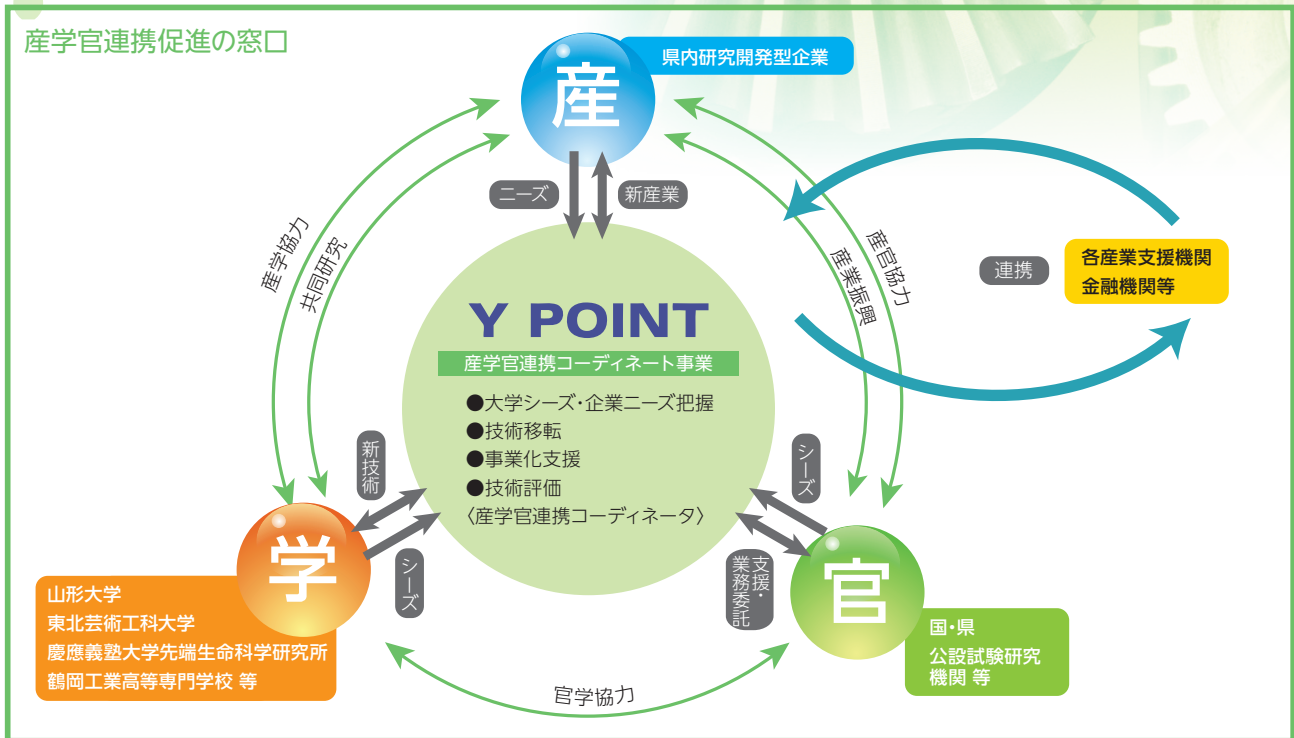 産学官連携促進の窓口
産
県内研究開発型企業
ニーズ
新産業
産学協力
共同研究
産官協力
産業振興
連携
各産業支援機関
金融機関等
Y POINT
産学官連携コーディネート事業
●大学シーズ・企業ニーズ把握
●技術移転
●事業化支援
●技術評価
〈産学官連携コーディネータ〉
新技術
シーズ
シーズ
支援・
業務委託
学
山形大学
東北芸術工科大学
慶應義塾大学先端生命科学研究所
鶴岡工業高等専門学校 等
官
国・県
公設試験研究
機関 等
官学協力